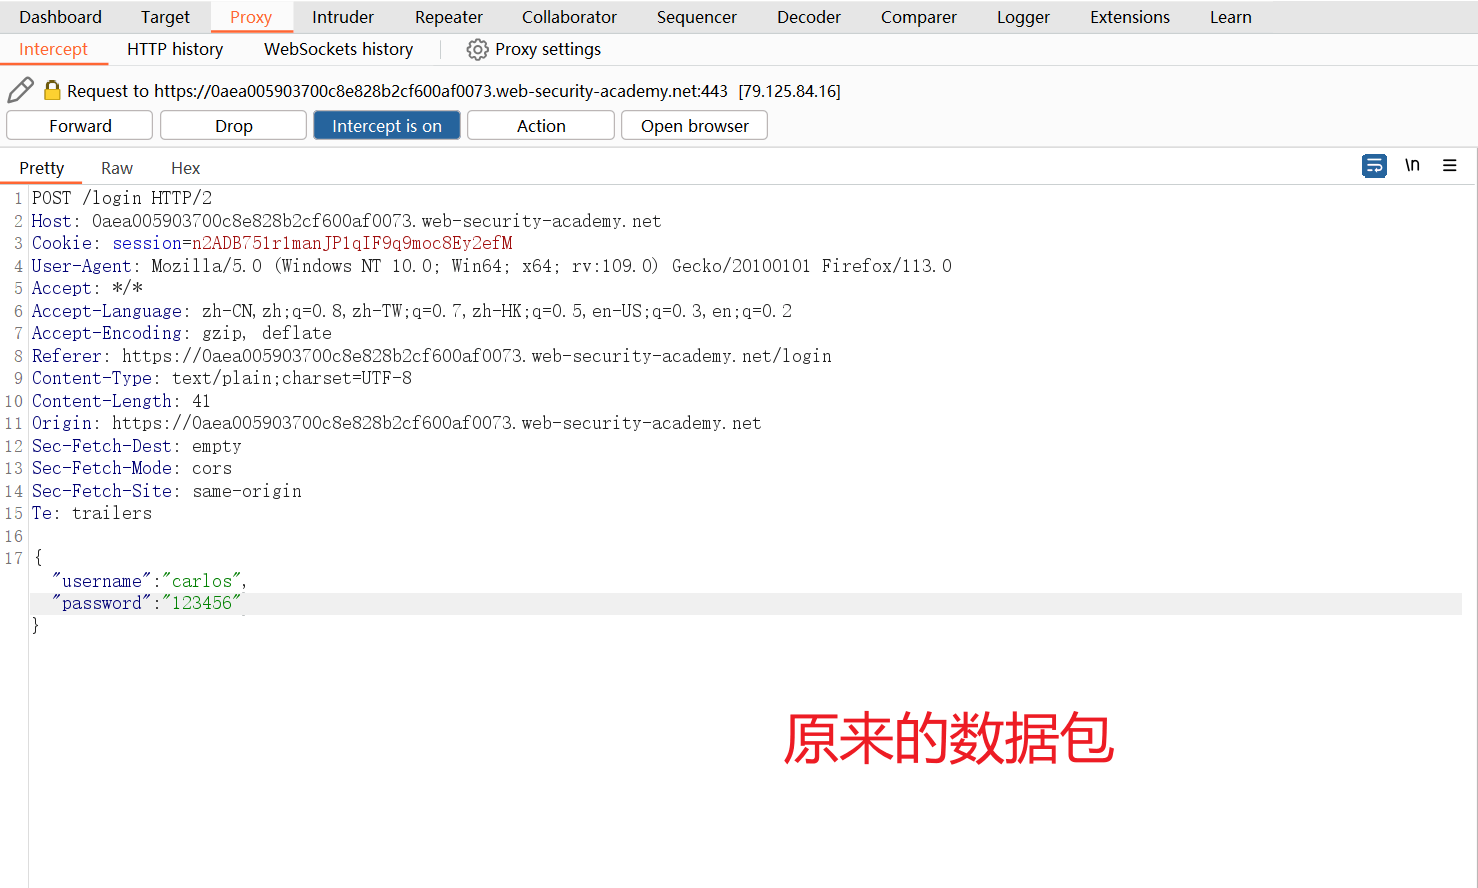 Dashboard Target Proxy Intruder Repeater Collaborator Sequencer Decoder Comparer Logger Extensions Learn
Intercept HTTP history WebSockets history Proxy settings
Request to https://0aea005903700c8e828b2cf600af0073.web-security-academy.net:443 [79.125.84.16]
Forward Drop Intercept is on Action Open browser
Pretty Raw Hex \n
1 POST /login HTTP/2
2 Host: 0aea005903700c8e828b2cf600af0073.web-security-academy.net
3 Cookie: session=n2ADB751r1manJP1qIF9q9moc8Ey2efM
4 User-Agent: Mozilla/5.0 (Windows NT 10.0; Win64; x64; rv:109.0) Gecko/20100101 Firefox/113.0
5 Accept: */*
6 Accept-Language: zh-CN,zh;q=0.8,zh-TW;q=0.7,zh-HK;q=0.5,en-US;q=0.3,en;q=0.2
7 Accept-Encoding: gzip, deflate
8 Referer: https://0aea005903700c8e828b2cf600af0073.web-security-academy.net/login
9 Content-Type: text/plain;charset=UTF-8
10 Content-Length: 41
11 Origin: https://0aea005903700c8e828b2cf600af0073.web-security-academy.net
12 Sec-Fetch-Dest: empty
13 Sec-Fetch-Mode: cors
14 Sec-Fetch-Site: same-origin
15 Te: trailers
16
17 {
"username":"carlos",
"password":"123456"
}
原来的数据包